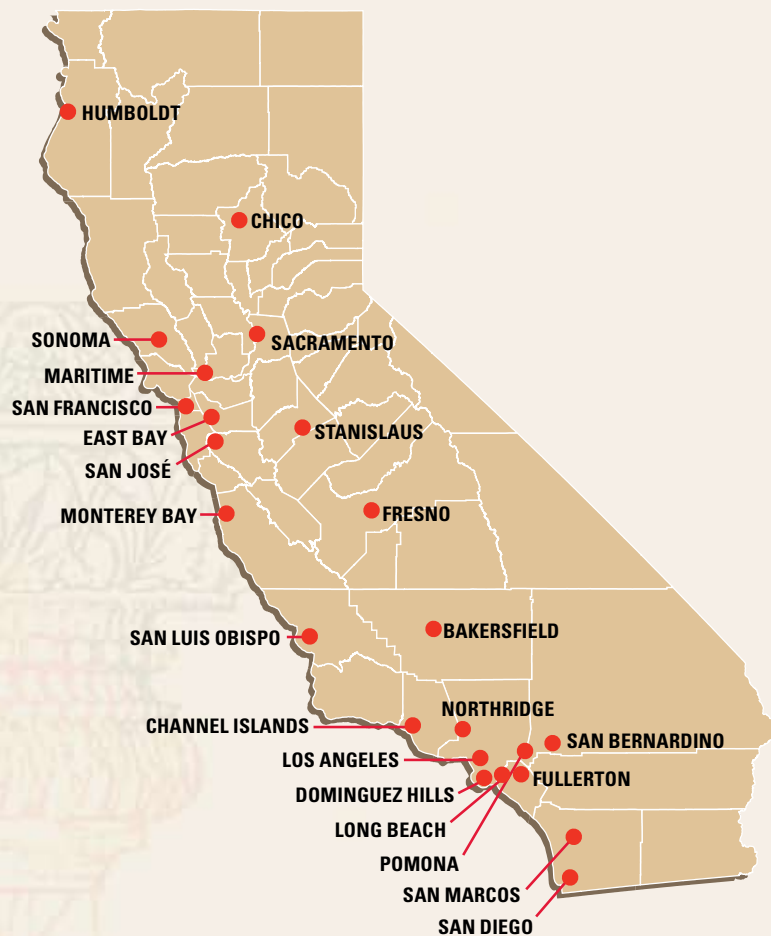 HUMBOLDT
CHICO
SONOMA
SACRAMENTO
MARITIME
SAN FRANCISCO
EAST BAY
STANISLAUS
SAN JOSÉ
MONTEREY BAY
FRESNO
SAN LUIS OBISPO
BAKERSFIELD
NORTHRIDGE
CHANNEL ISLANDS
SAN BERNARDINO
LOS ANGELES
FULLERTON
DOMINGUEZ HILLS
LONG BEACH
POMONA
SAN MARCOS
SAN DIEGO